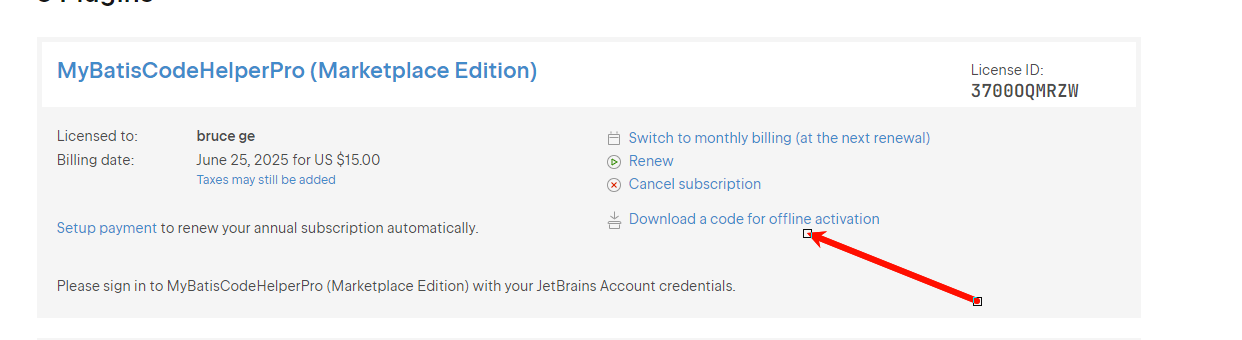 MyBatisCodeHelperPro (Marketplace Edition)
License ID:
3700OQMRZW
Licensed to: bruce ge
Billing date: June 25, 2025 for US $15.00
Taxes may still be added
Switch to monthly billing (at the next renewal)
Renew
Cancel subscription
Download a code for offline activation
Setup payment to renew your annual subscription automatically.
Please sign in to MyBatisCodeHelperPro (Marketplace Edition) with your JetBrains Account credentials.